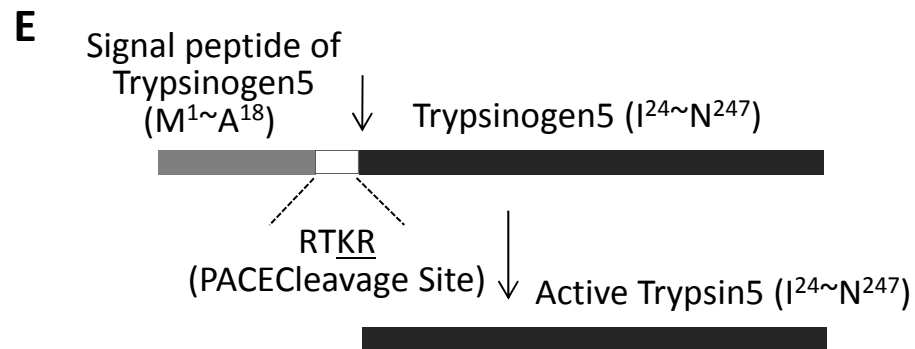 E
Signal peptide of
Trypsinogen5
(M¹~A¹⁸)
Trypsinogen5 (I²⁴~N²⁴⁷)
RTKR
(PACECleavage Site)
Active Trypsin5 (I²⁴~N²⁴⁷)